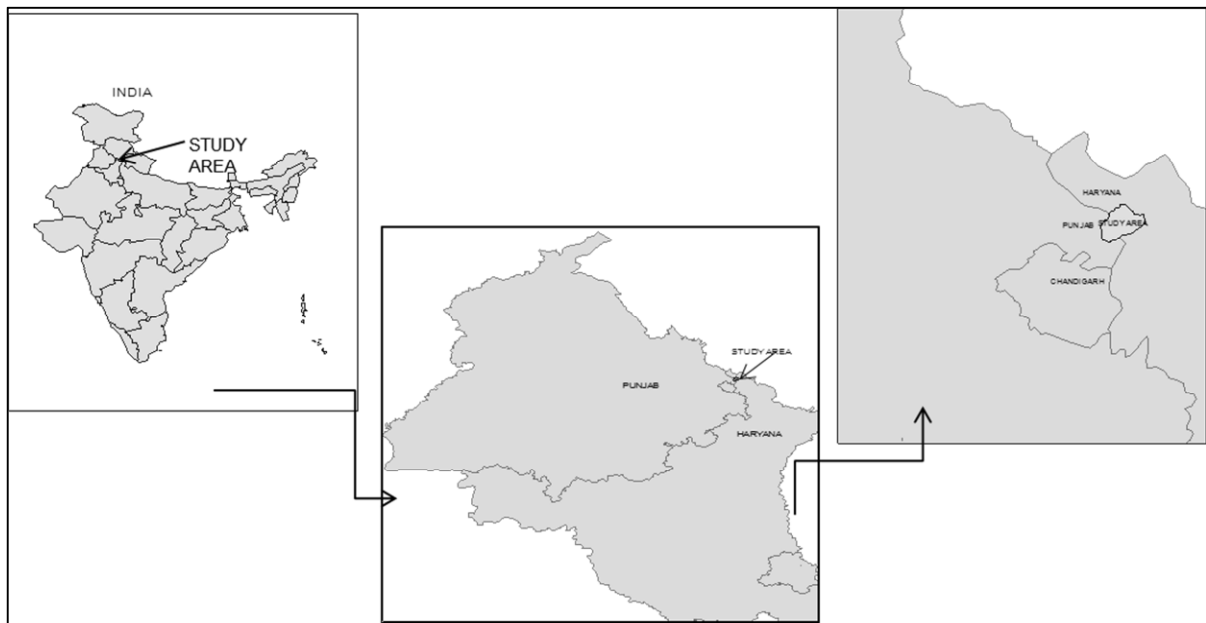 INDIA
STUDY
AREA
STUDY AREA
PUNJAB
HARYANA
HARYANA
PUNJAB
STUDY AREA
CHANDIGARH